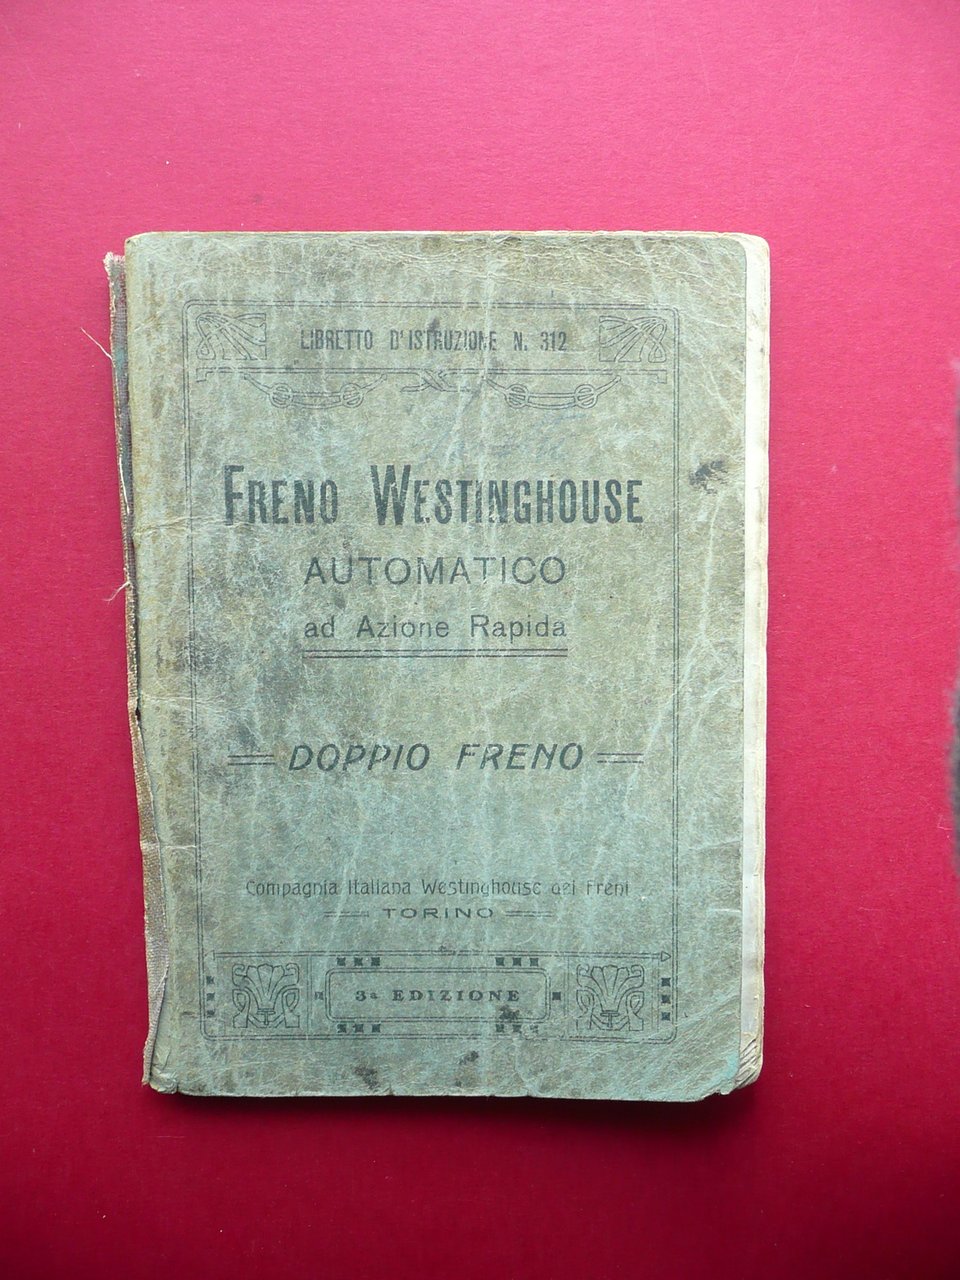 LIBRETTO D'ISTRUZIONE N. 312
FRENO WESTINGHOUSE
AUTOMATICO
ad Azione Rapida
DOPPIO FRENO
Compagnia Italiana Westinghouse dei Freni
TORINO
3a EDIZIONE